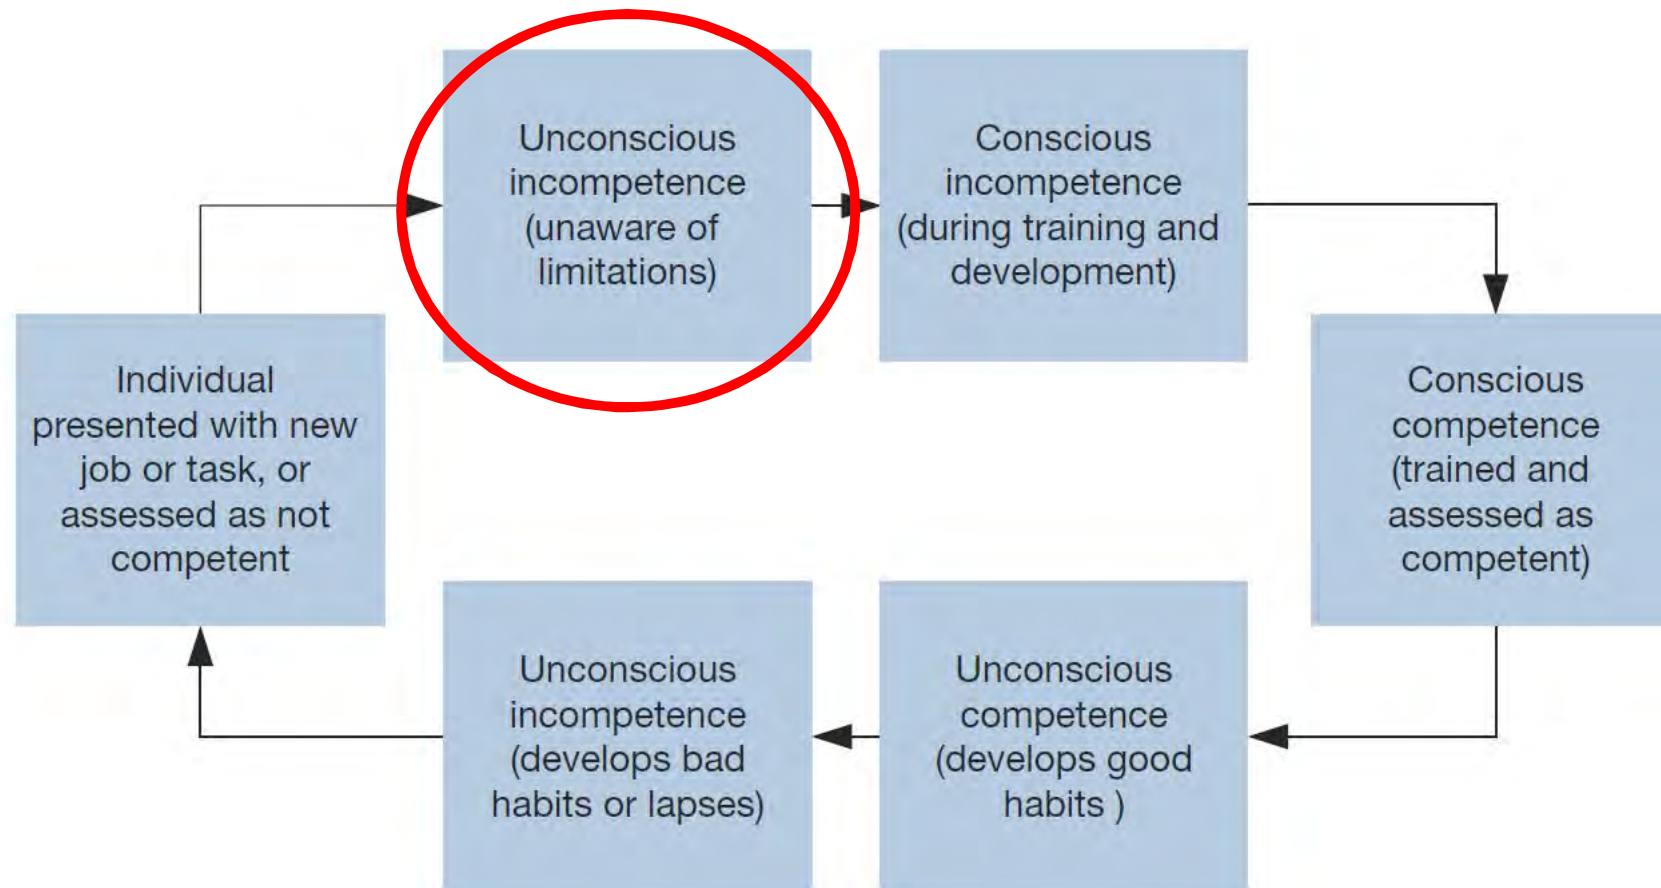 Unconscious
incompetence
(unaware of
limitations)
Conscious
incompetence
(during training and
development)
Individual
presented with new
job or task, or
assessed as not
competent
Conscious
competence
(trained and
assessed as
competent)
Unconscious
incompetence
(develops bad
habits or lapses)
Unconscious
competence
(develops good
habits )